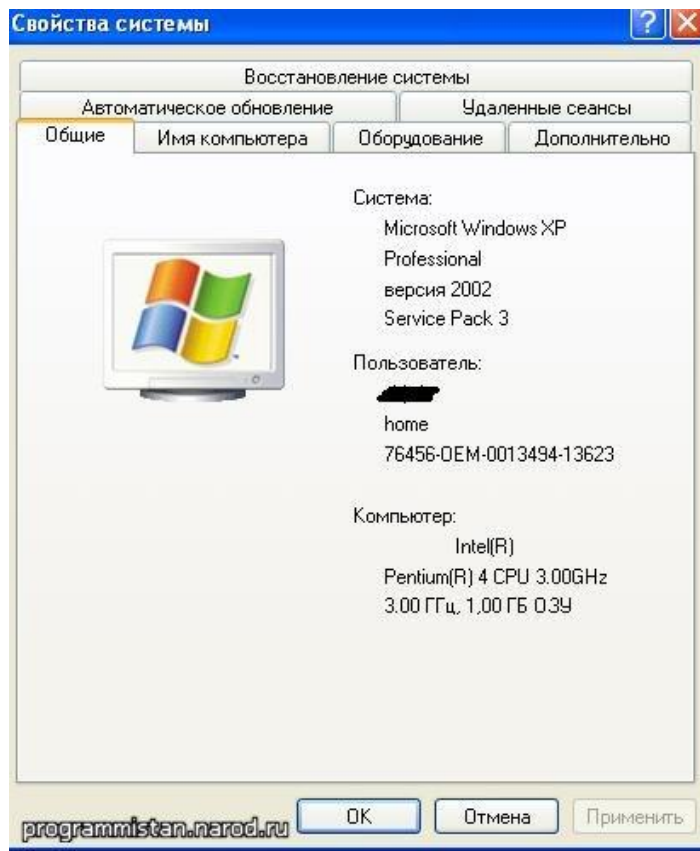 Свойства системы
Восстановление системы
Автоматическое обновление
Удаленные сеансы
Общие
Имя компьютера
Оборудование
Дополнительно
Система:
Microsoft Windows XP
Professional
версия 2002
Service Pack 3
Пользователь:
home
76456-OEM-0013494-13623
Компьютер:
Intel(R)
Pentium(R) 4 CPU 3.00GHz
3.00 ГГц, 1,00 ГБ ОЗУ
OK
Отмена
Применить
programmistan.narod.ru